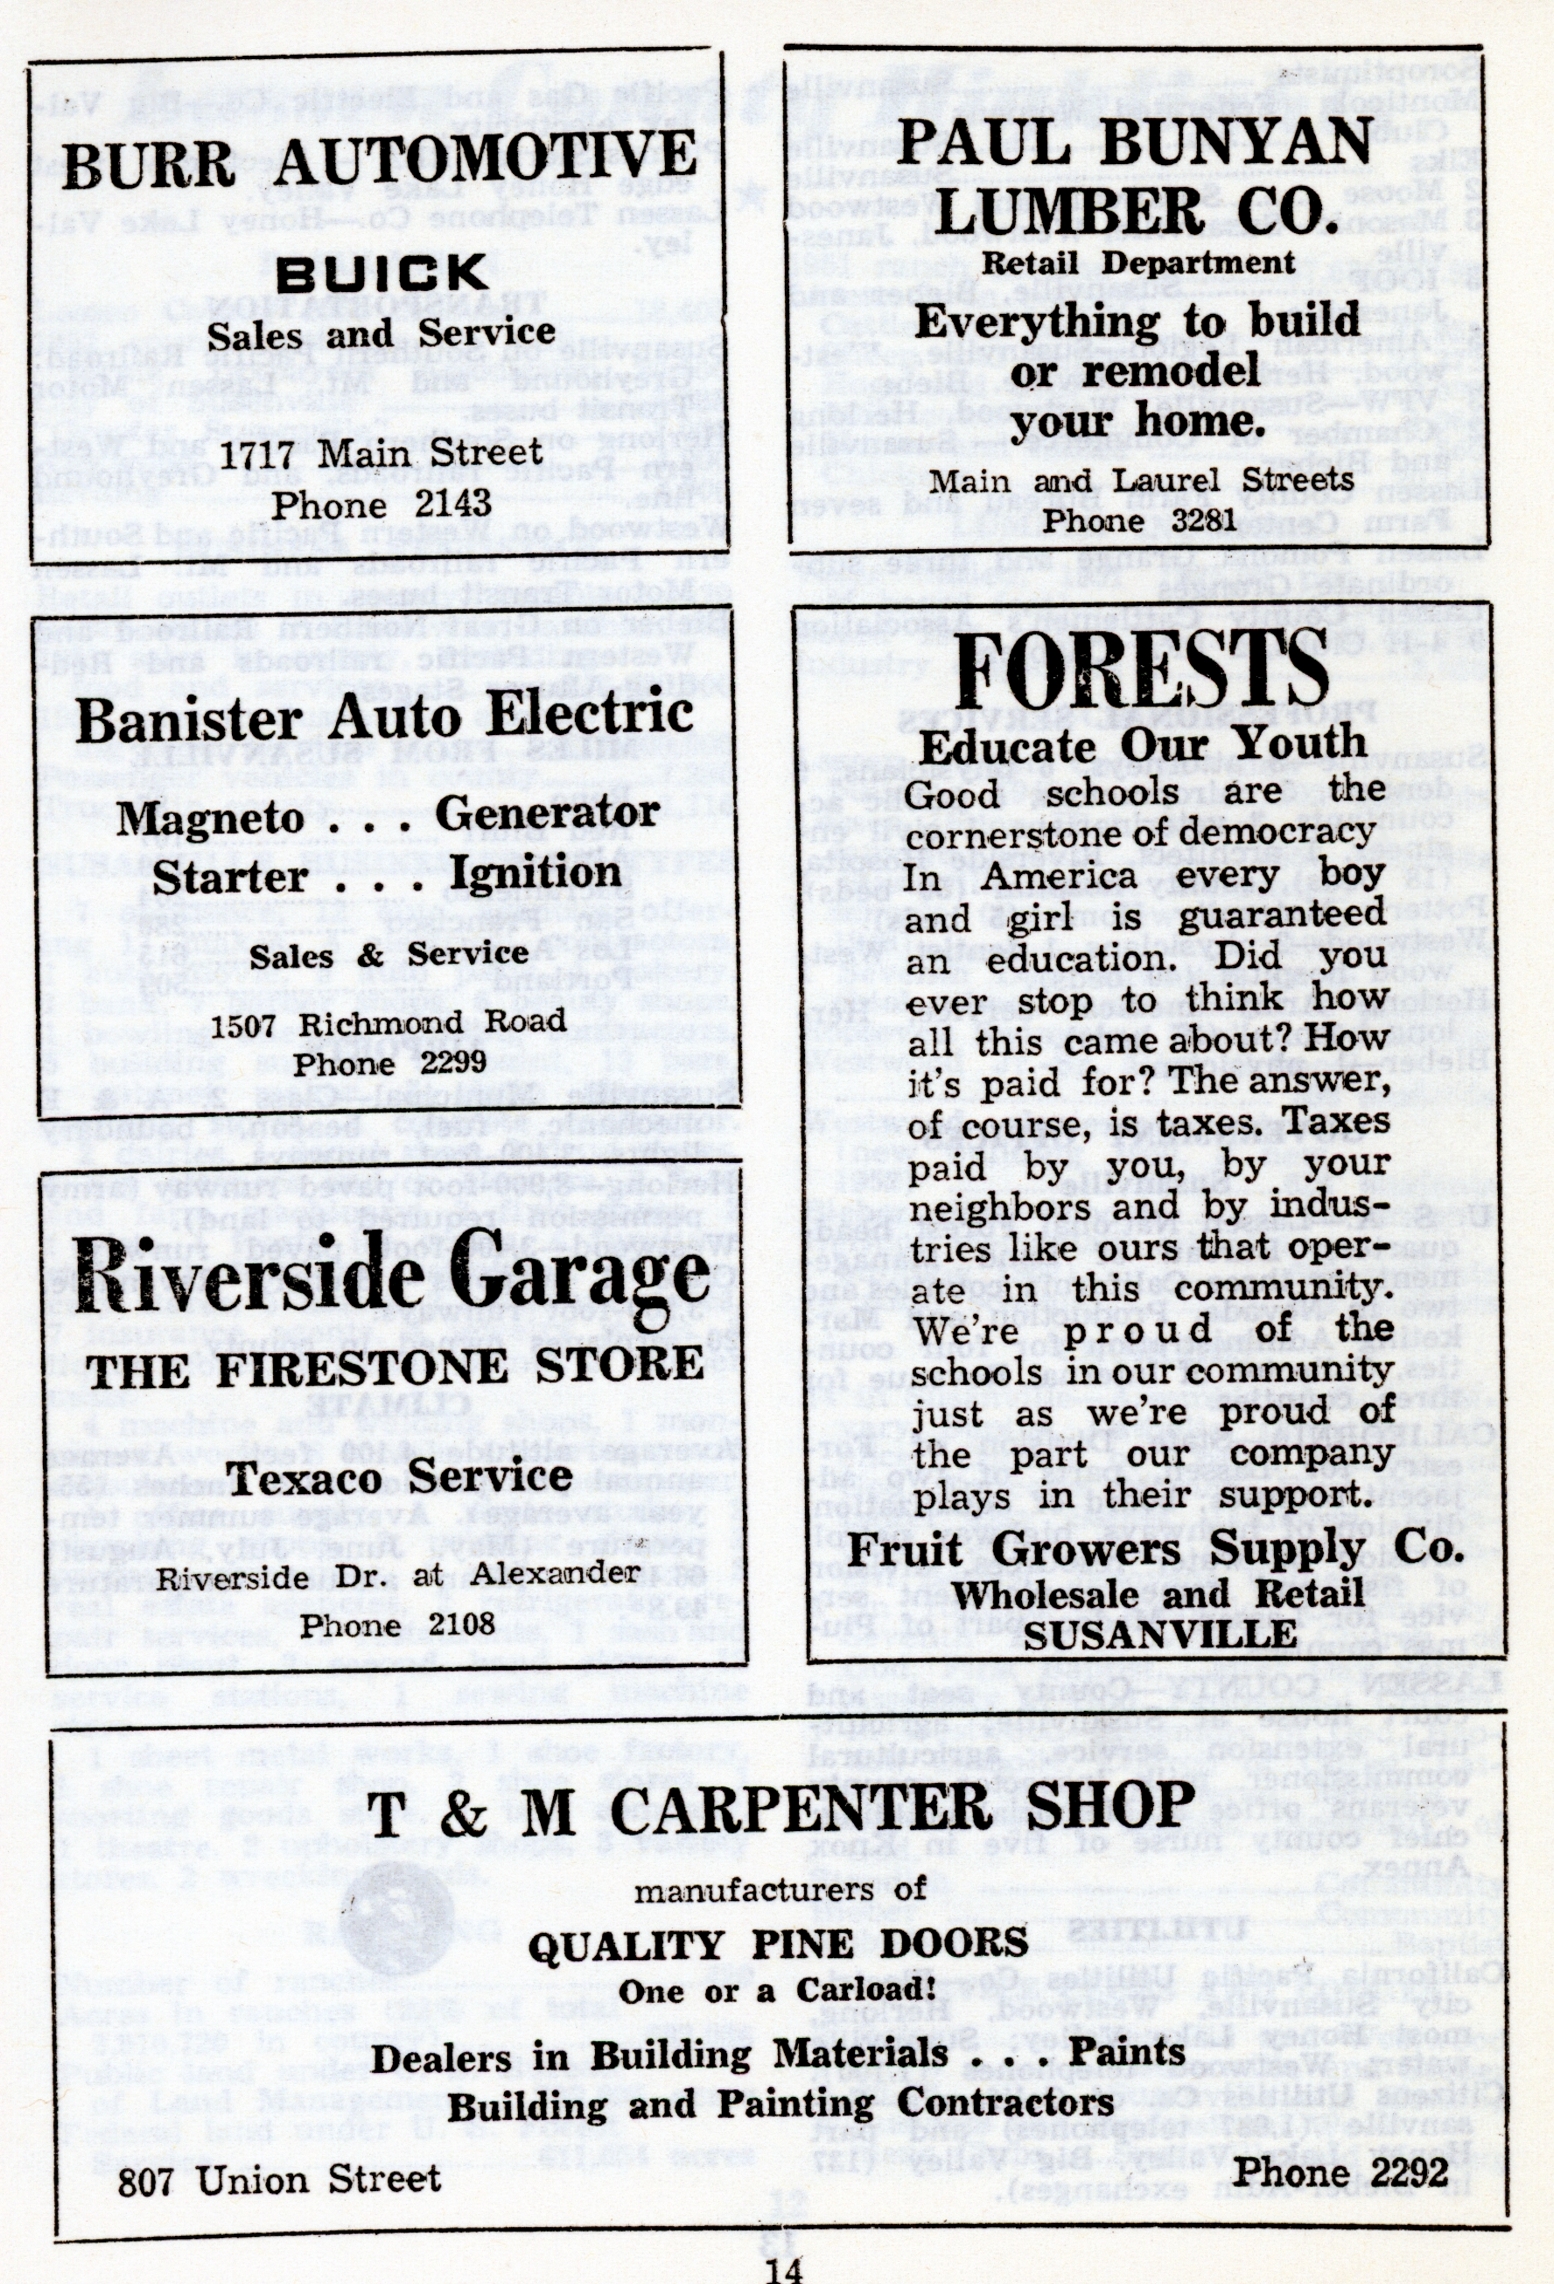 BURR AUTOMOTIVE
BUICK
Sales and Service
1717 Main Street
Phone 2143
PAUL BUNYAN
LUMBER CO.
Retail Department
Everything to build
or remodel
your home.
Main and Laurel Streets
Phone 3281
Banister Auto Electric
Magneto . . . Generator
Starter . . . Ignition
Sales & Service
1507 Richmond Road
Phone 2299
Riverside Garage
THE FIRESTONE STORE
Texaco Service
Riverside Dr. at Alexander
Phone 2108
FORESTS
Educate Our Youth
Good schools are the
cornerstone of democracy
In America every boy
and girl is guaranteed
an education. Did you
ever stop to think how
all this came about? How
it's paid for? The answer,
of course, is taxes. Taxes
paid by you, by your
neighbors and by indus-
tries like ours that oper-
ate in this community.
We're proud of the
schools in our community
just as we're proud of
the part our company
plays in their support.
Fruit Growers Supply Co.
Wholesale and Retail
SUSANVILLE
T & M CARPENTER SHOP
manufacturers of
QUALITY PINE DOORS
One or a Carload!
Dealers in Building Materials . . . Paints
Building and Painting Contractors
807 Union Street
Phone 2292
14